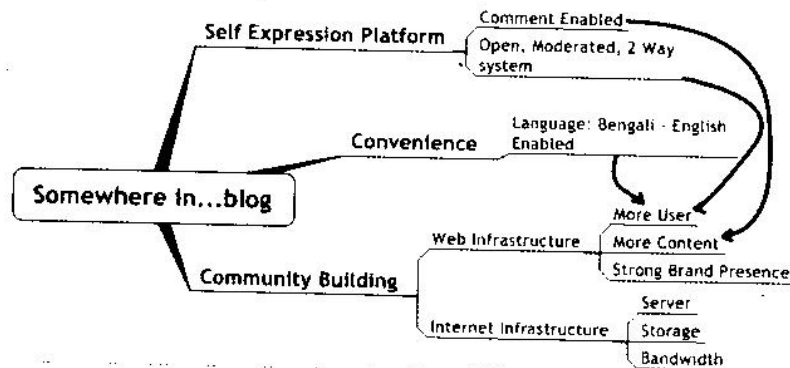 Comment Enabled
Self Expression Platform
Open, Moderated, 2 Way
system
Convenience
Language: Bengali - English
Enabled
Somewhere in...blog
More User
Web Infrastructure
More Content
Community Building
Strong Brand Presence
Server
Internet Infrastructure
Storage
Bandwidth